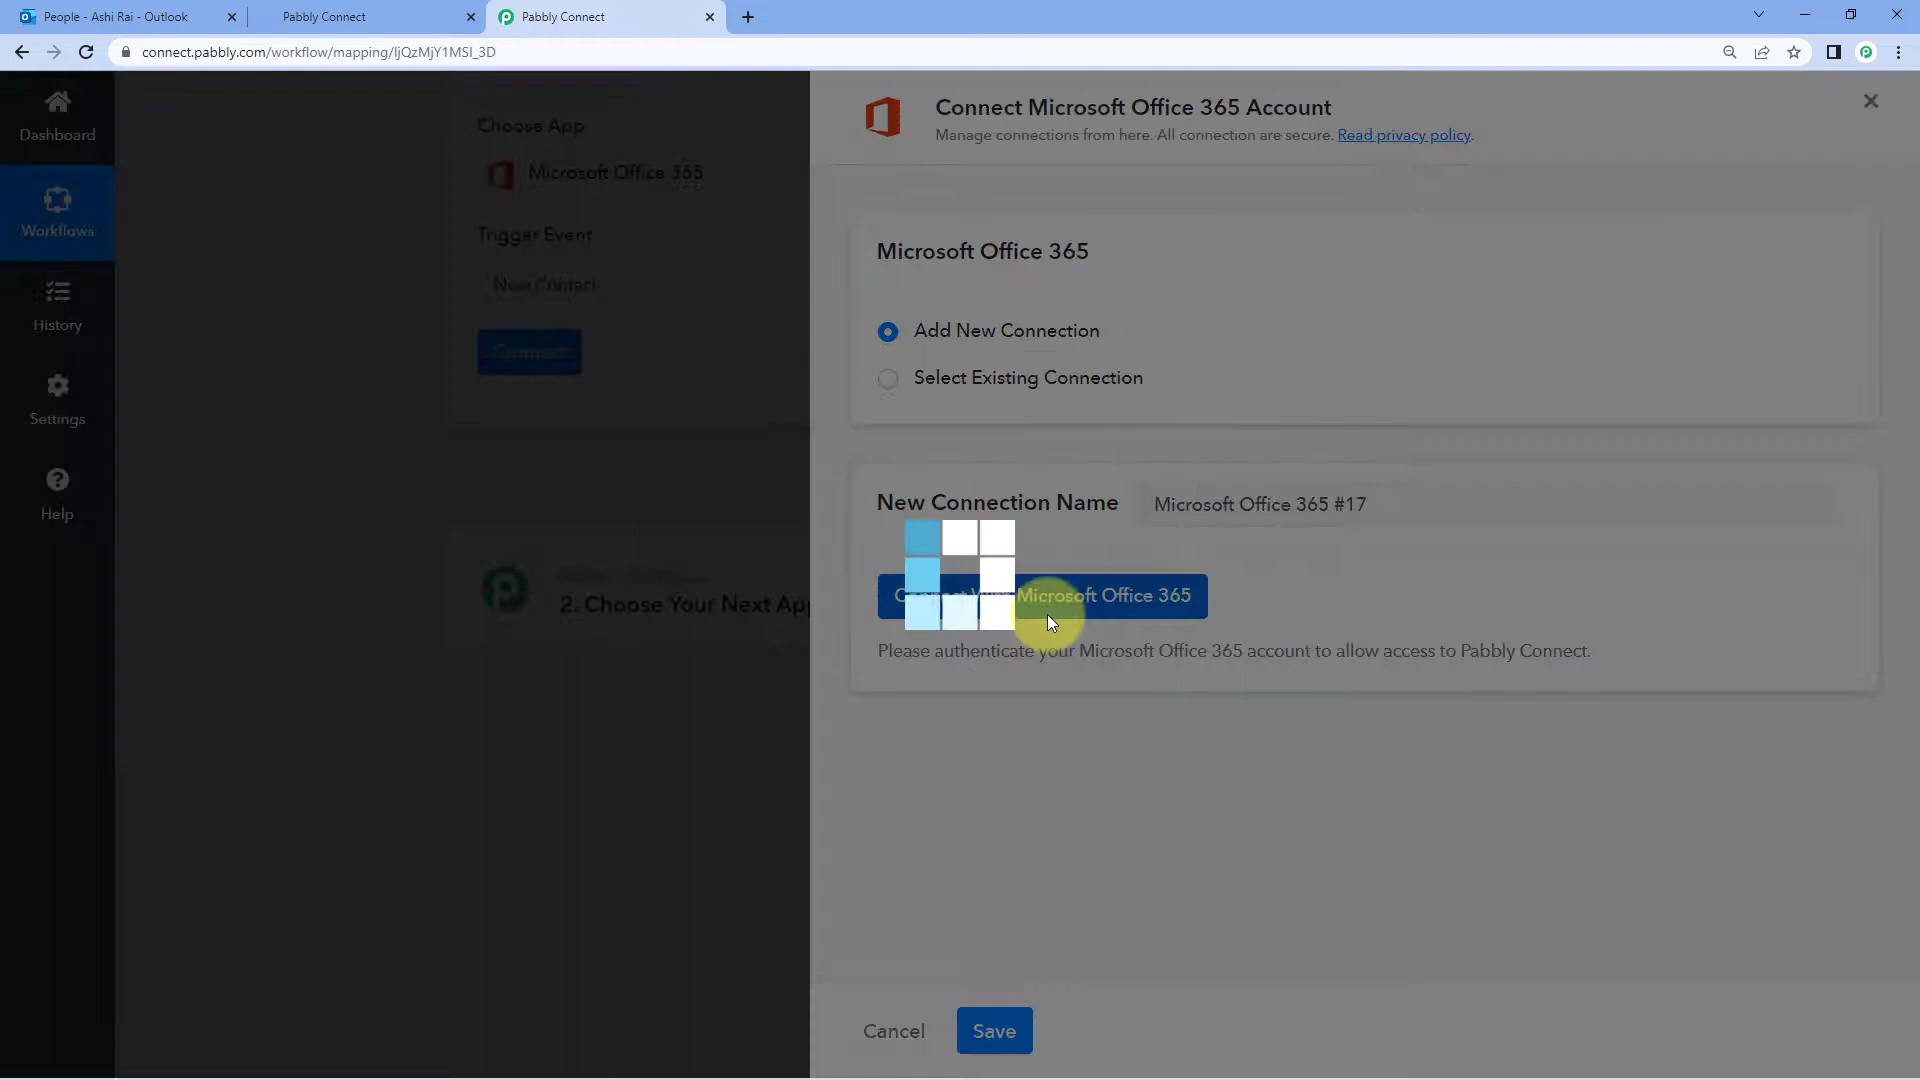 People - Ashi Rai - Outlook
Pabbly Connect
Pabbly Connect
connect.pabbly.com/workflow/mapping/IjQzMjY1MSI_3D
Dashboard
Workflows
History
Settings
Help
Choose App
Microsoft Office 365
Trigger Event
New Contact
Connect
2. Choose Your Next App
Connect Microsoft Office 365 Account
Manage connections from here. All connection are secure. Read privacy policy.
Microsoft Office 365
Add New Connection
Select Existing Connection
New Connection Name
Microsoft Office 365 #17
Connect With Microsoft Office 365
Please authenticate your Microsoft Office 365 account to allow access to Pabbly Connect.
Cancel
Save